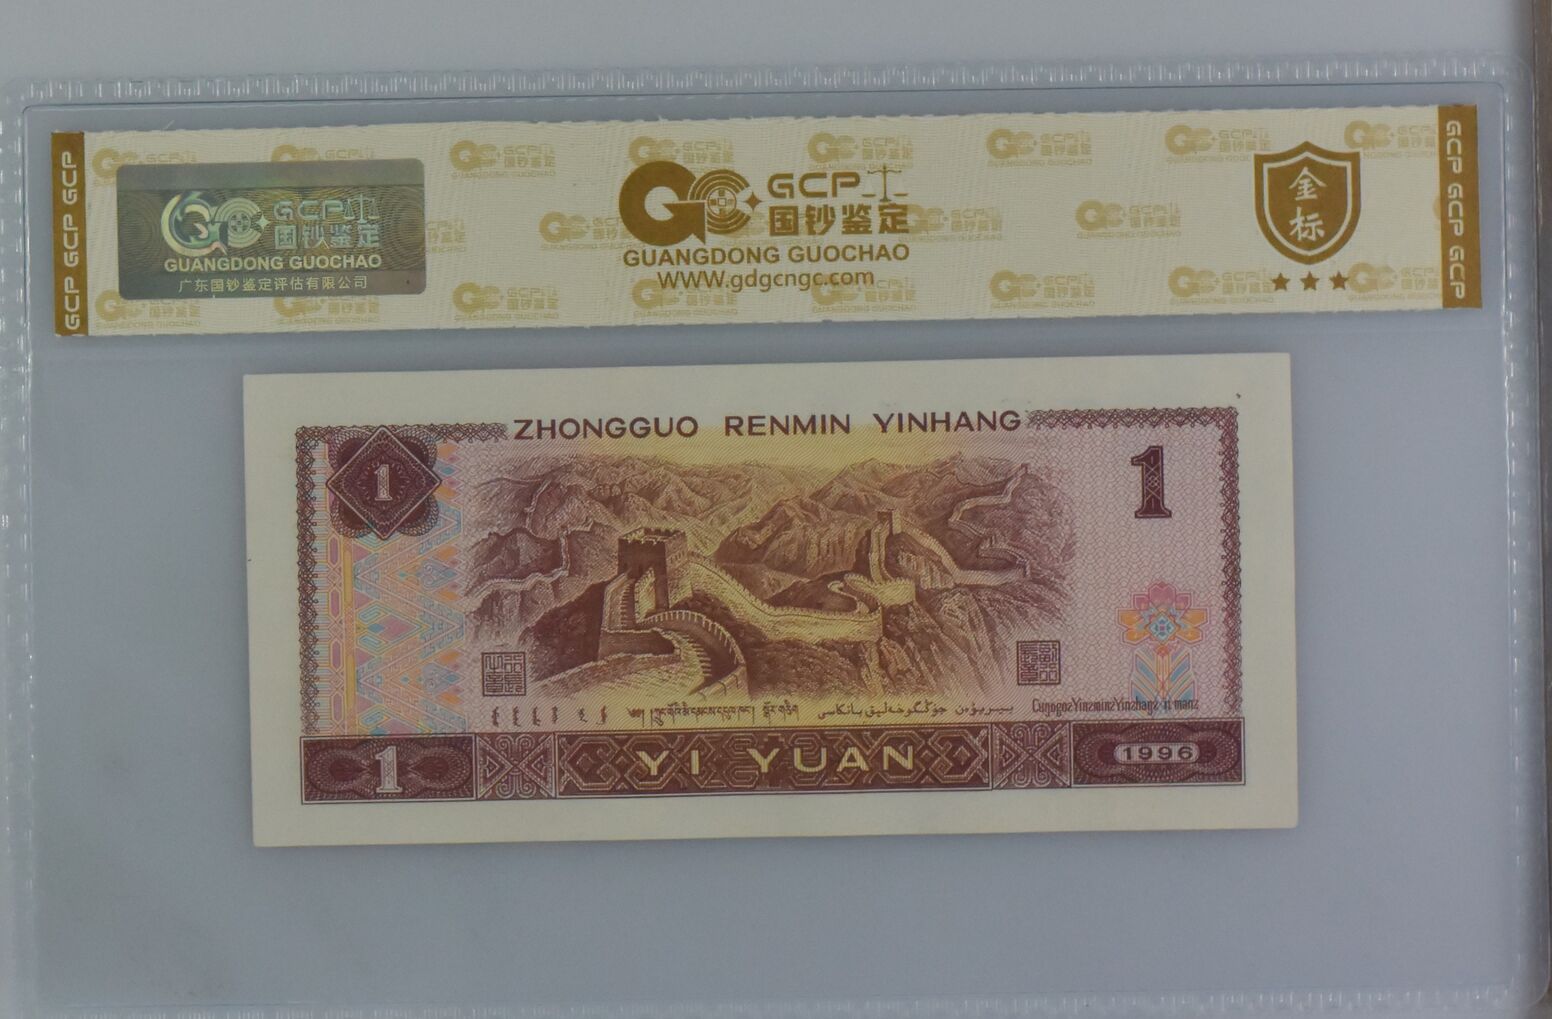 GCP GCP GCP
GCP
国钞鉴定
GUANGDONG GUOCHAO
广东国钞鉴定评估有限公司
GCP
国钞鉴定
GUANGDONG GUOCHAO
WWW.gdgcngc.com
金
标
GCP GCP GCP
ZHONGGUO RENMIN YINHANG
1
1
1
YI YUAN
1996